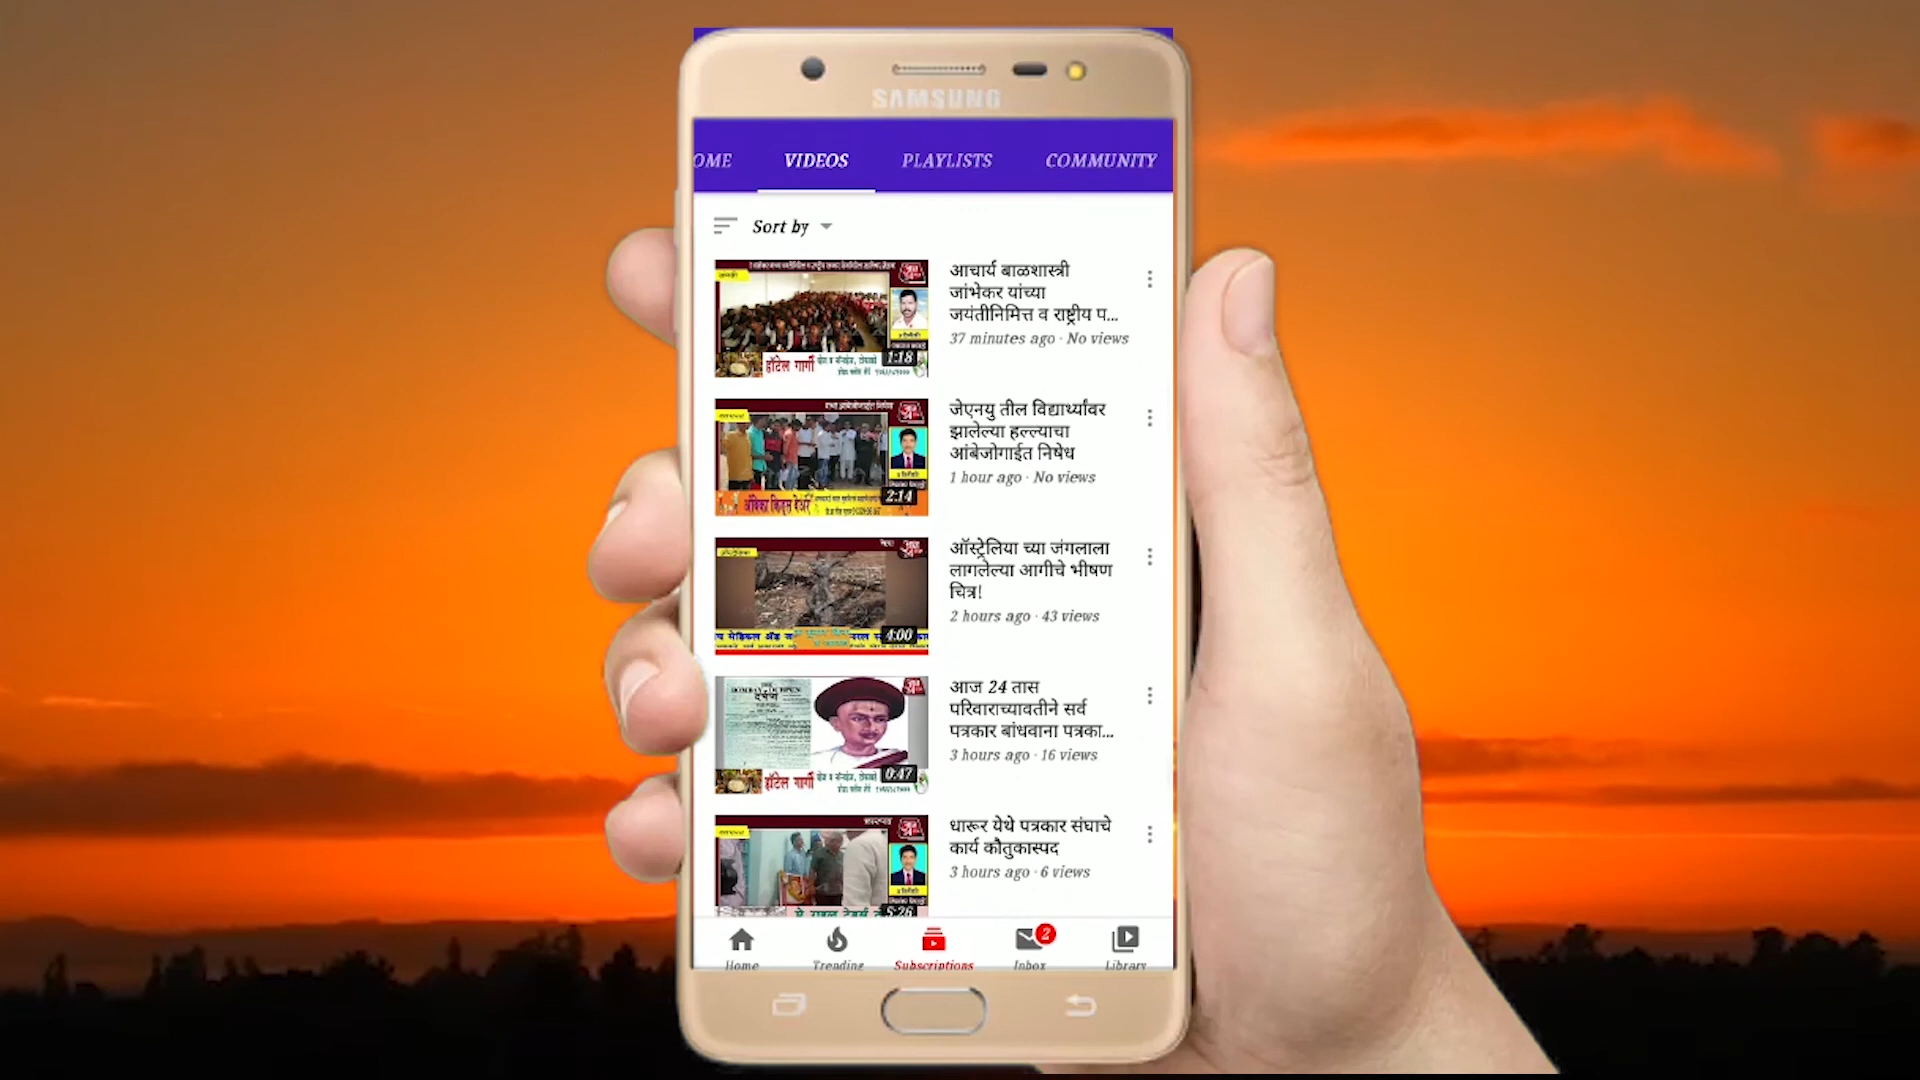 SAMSUNG
OME VIDEOS PLAYLISTS COMMUNITY
Sort by
आचार्य बाळशास्त्री
जांभेकर यांच्या
जयंतीनिमित्त व राष्ट्रीय प...
37 minutes ago · No views
हॉटेल गार्गी
1:18
जेएनयु तील विद्यार्थ्यांवर
झालेल्या हल्ल्याचा
आंबेजोगाईत निषेध
1 hour ago · No views
2:14
ऑस्ट्रेलिया च्या जंगलाला
लागलेल्या आगीचे भीषण
चित्र!
2 hours ago · 43 views
4:00
आज 24 तास
परिवाराच्यावतीने सर्व
पत्रकार बांधवाना पत्रका...
3 hours ago · 16 views
हॉटेल गार्गी
0:47
धारूर येथे पत्रकार संघाचे
कार्य कौतुकास्पद
3 hours ago · 6 views
5:26
2
Home Trending Subscriptions Inbox Library